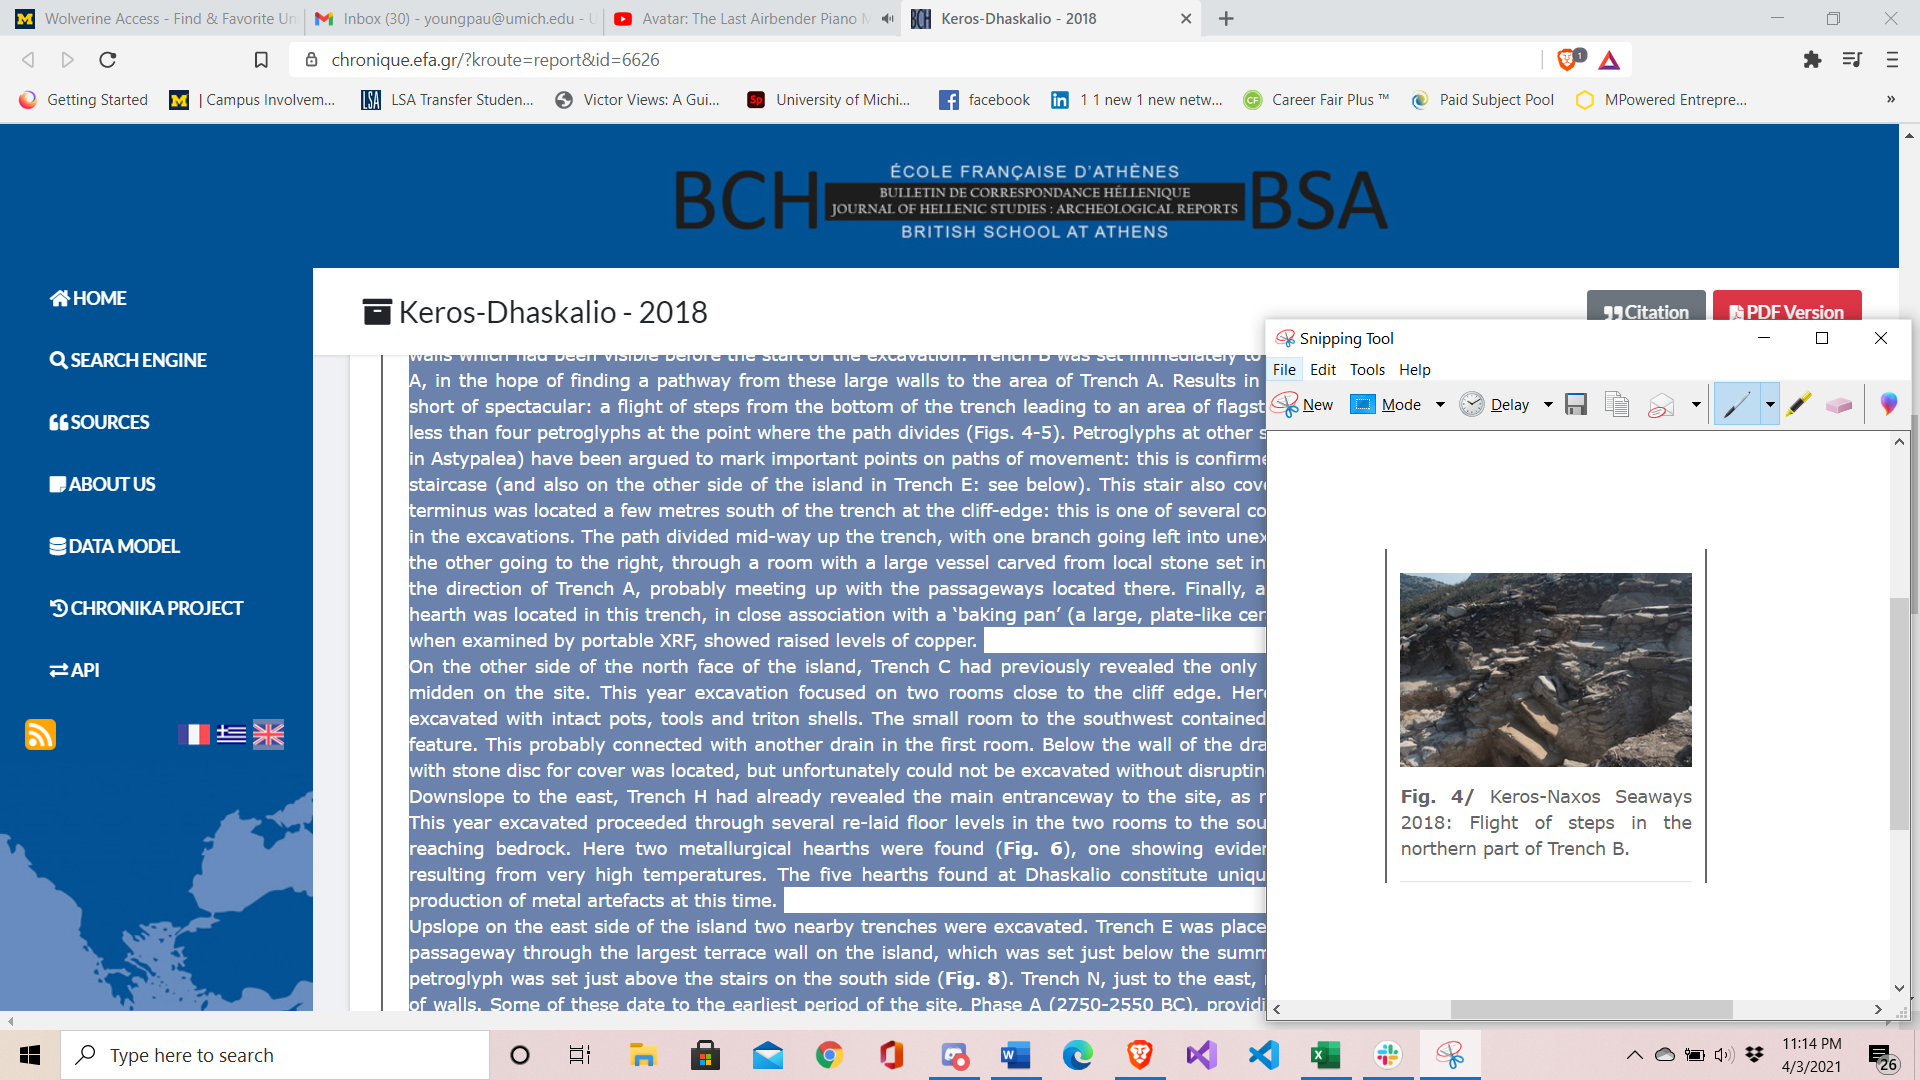 Wolverine Access - Find & Favorite Un
Inbox (30) - youngpau@umich.edu - U
Avatar: The Last Airbender Piano M
Keros-Dhaskalio - 2018
chronique.efa.gr/?kroute=report&id=6626
1
Getting Started
M | Campus Involvem...
LSA LSA Transfer Studen...
Victor Views: A Gui...
Sp University of Michi...
facebook
in 1 1 new 1 new netw...
CF Career Fair Plus ™
Paid Subject Pool
MPowered Entrepre...
»
BCH
ÉCOLE FRANÇAISE D'ATHÈNES
BULLETIN DE CORRESPONDANCE HÉLLENIQUE
JOURNAL OF HELLENIC STUDIES : ARCHEOLOGICAL REPORTS
BRITISH SCHOOL AT ATHENS
BSA
HOME
SEARCH ENGINE
SOURCES
ABOUT US
DATA MODEL
CHRONIKA PROJECT
API
Keros-Dhaskalio - 2018
Citation
PDF Version
walls which had been visible before the start of the excavation. Trench B was set immediately to
A, in the hope of finding a pathway from these large walls to the area of Trench A. Results in
short of spectacular: a flight of steps from the bottom of the trench leading to an area of flagst
less than four petroglyphs at the point where the path divides (Figs. 4-5). Petroglyphs at other s
in Astypalea) have been argued to mark important points on paths of movement: this is confirme
staircase (and also on the other side of the island in Trench E: see below). This stair also cov
terminus was located a few metres south of the trench at the cliff-edge: this is one of several co
in the excavations. The path divided mid-way up the trench, with one branch going left into unex
the other going to the right, through a room with a large vessel carved from local stone set in
the direction of Trench A, probably meeting up with the passageways located there. Finally, a
hearth was located in this trench, in close association with a ‘baking pan’ (a large, plate-like cer
when examined by portable XRF, showed raised levels of copper.
On the other side of the north face of the island, Trench C had previously revealed the only
midden on the site. This year excavation focused on two rooms close to the cliff edge. Here
excavated with intact pots, tools and triton shells. The small room to the southwest contained
feature. This probably connected with another drain in the first room. Below the wall of the dra
with stone disc for cover was located, but unfortunately could not be excavated without disruptin
Downslope to the east, Trench H had already revealed the main entranceway to the site, as r
This year excavated proceeded through several re-laid floor levels in the two rooms to the sou
reaching bedrock. Here two metallurgical hearths were found (Fig. 6), one showing eviden
resulting from very high temperatures. The five hearths found at Dhaskalio constitute uniqu
production of metal artefacts at this time.
Upslope on the east side of the island two nearby trenches were excavated. Trench E was place
passageway through the largest terrace wall on the island, which was set just below the summ
petroglyph was set just above the stairs on the south side (Fig. 8). Trench N, just to the east,
of walls. Some of these date to the earliest period of the site, Phase A (2750-2550 BC), providi
Snipping Tool
File Edit Tools Help
New Mode Delay
Fig. 4/ Keros-Naxos Seaways
2018: Flight of steps in the
northern part of Trench B.
Type here to search
11:14 PM
4/3/2021
26